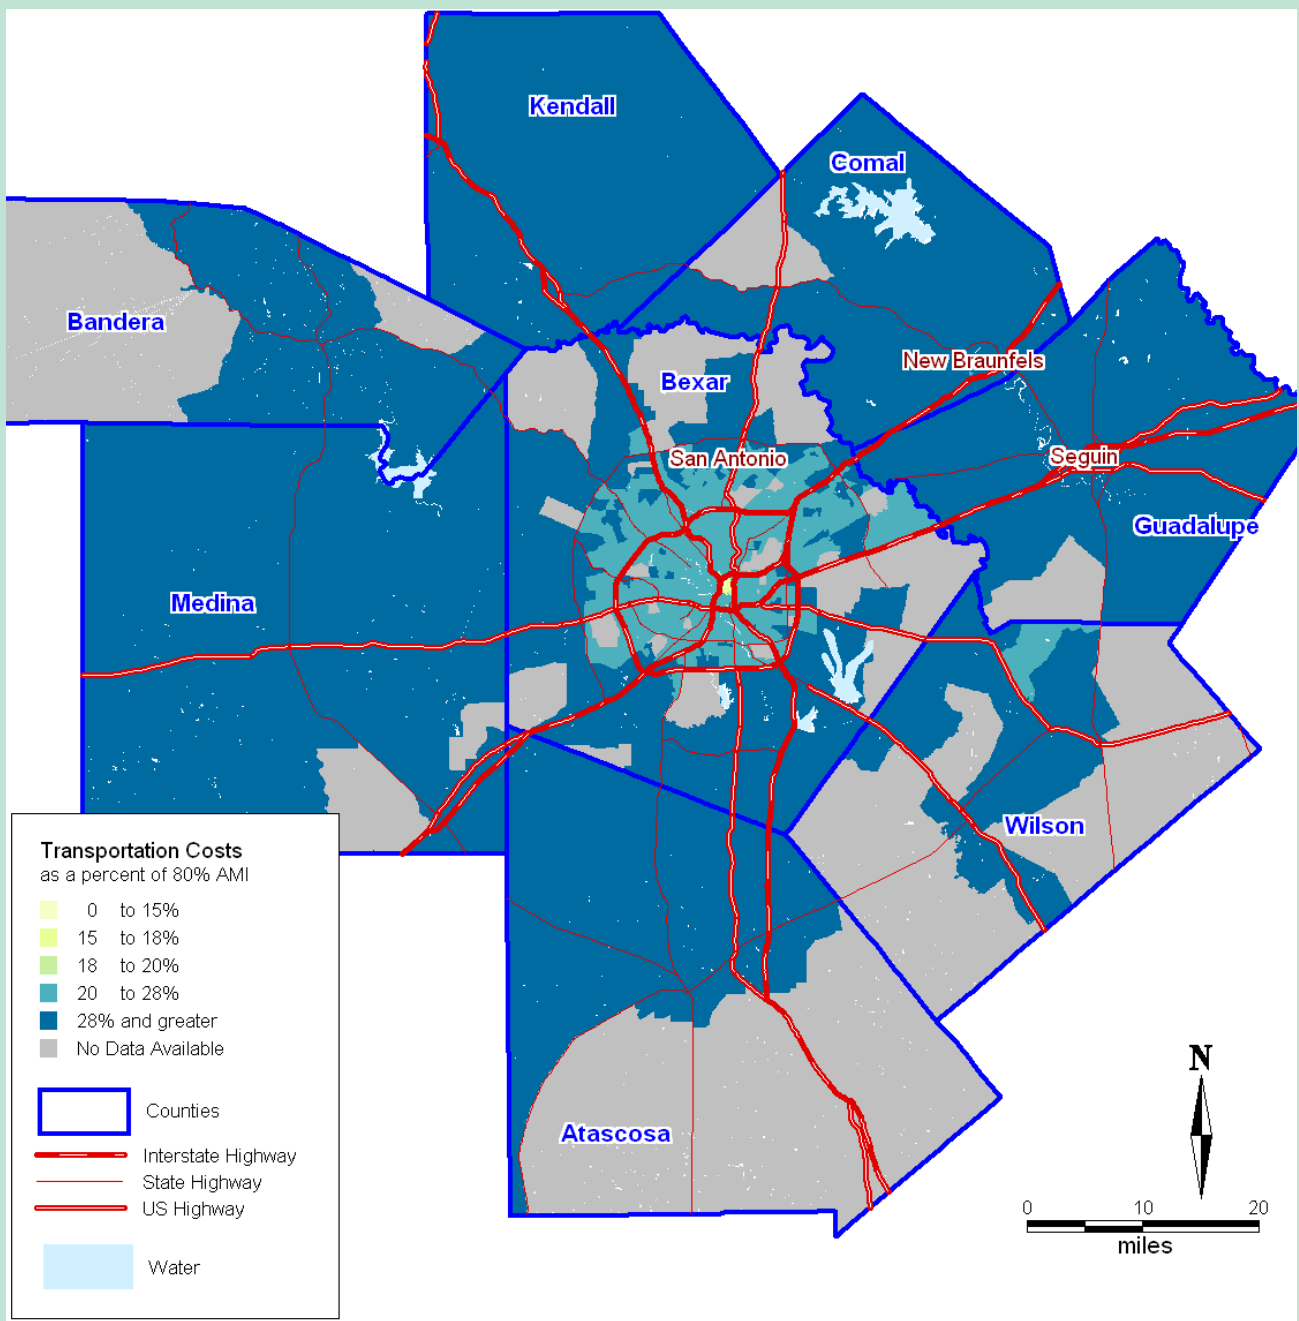 Kendall
Comal
Bandera
New Braunfels
Bexar
San Antonio
Seguin
Guadalupe
Medina
Wilson
Atascosa
Transportation Costs
as a percent of 80% AMI
0 to 15%
15 to 18%
18 to 20%
20 to 28%
28% and greater
No Data Available
Counties
Interstate Highway
State Highway
US Highway
Water
N
0 10 20
miles